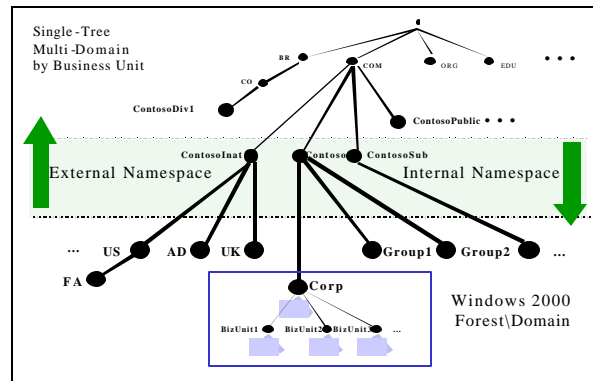 Single-Tree
Multi-Domain
by Business Unit
BR
COM
ORG
EDU
CO
ContosoDiv1
ContosoPublic
ContosoInat
Contoso
ContosoSub
External Namespace
Internal Namespace
... US AD UK Group1 Group2 ...
FA
Corp
BizUnit1 BizUnit2 BizUnit3 ...
Windows 2000
Forest\Domain